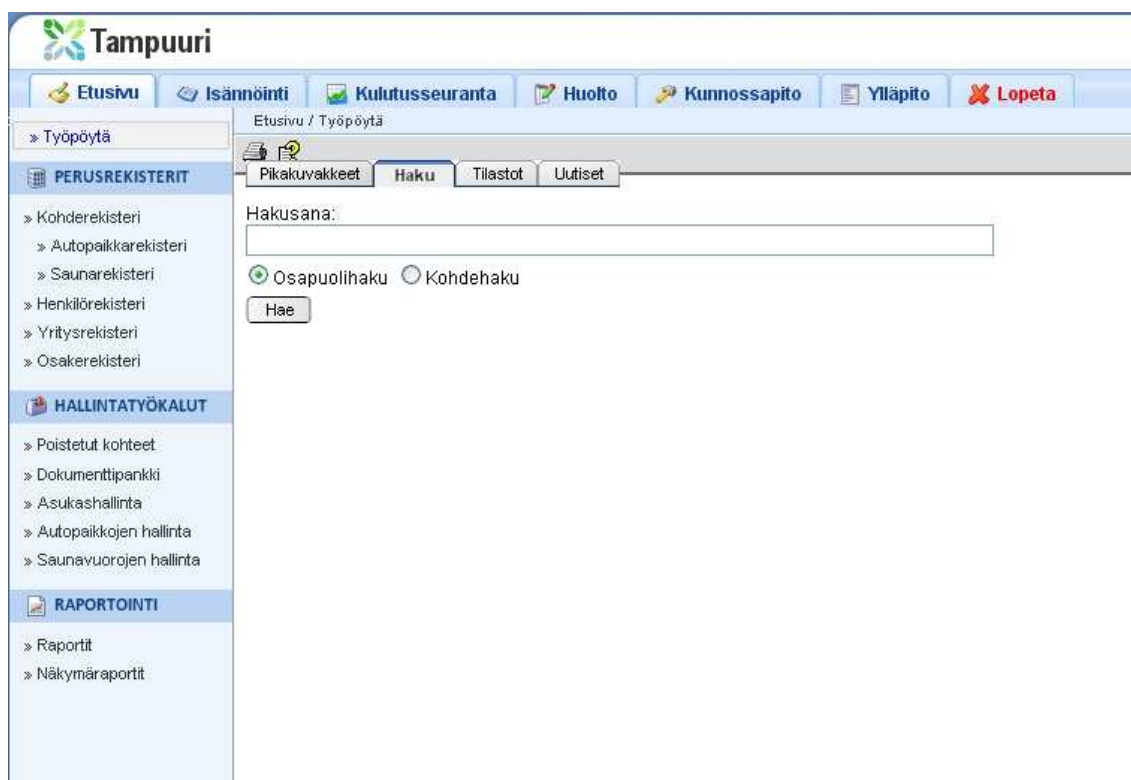 Tampuuri
Etusivu Isännöinti Kulutusseuranta Huolto Kunnossapito Ylläpito Lopeta
» Työpöytä
Etusivu / Työpöytä
Pikakuvakkeet Haku Tilastot Uutiset
PERUSREKISTERIT
» Kohderekisteri
» Autopaikkarekisteri
» Saunarekisteri
» Henkilörekisteri
» Yritysrekisteri
» Osakerekisteri
HALLINTATYÖKALUT
» Poistetut kohteet
» Dokumenttipankki
» Asukashallinta
» Autopaikkojen hallinta
» Saunavuorojen hallinta
RAPORTOINTI
» Raportit
» Näkymäraportit
Hakusana:
Osapuolihaku Kohdehaku
Hae